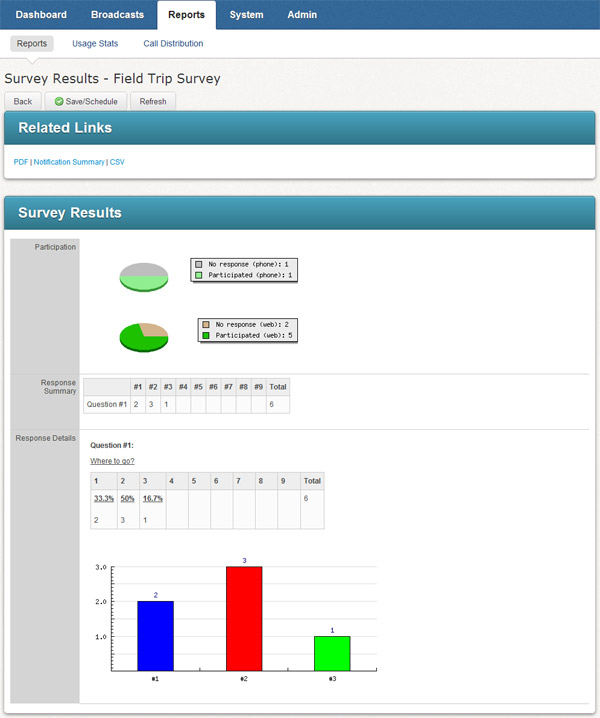 Dashboard Broadcasts Reports System Admin
Reports Usage Stats Call Distribution
Survey Results - Field Trip Survey
Back Save/Schedule Refresh
Related Links
PDF | Notification Summary | CSV
Survey Results
Participation
No response (phone): 1
Participated (phone): 1
No response (web): 2
Participated (web): 5
Response
Summary
#1 #2 #3 #4 #5 #6 #7 #8 #9 Total
Question #1 2 3 1 6
Response Details
Question #1:
Where to go?
1 2 3 4 5 6 7 8 9 Total
33.3% 50% 16.7% 6
2 3 1
3
3.0
2
2.0
1
1.0
#1 #2 #3